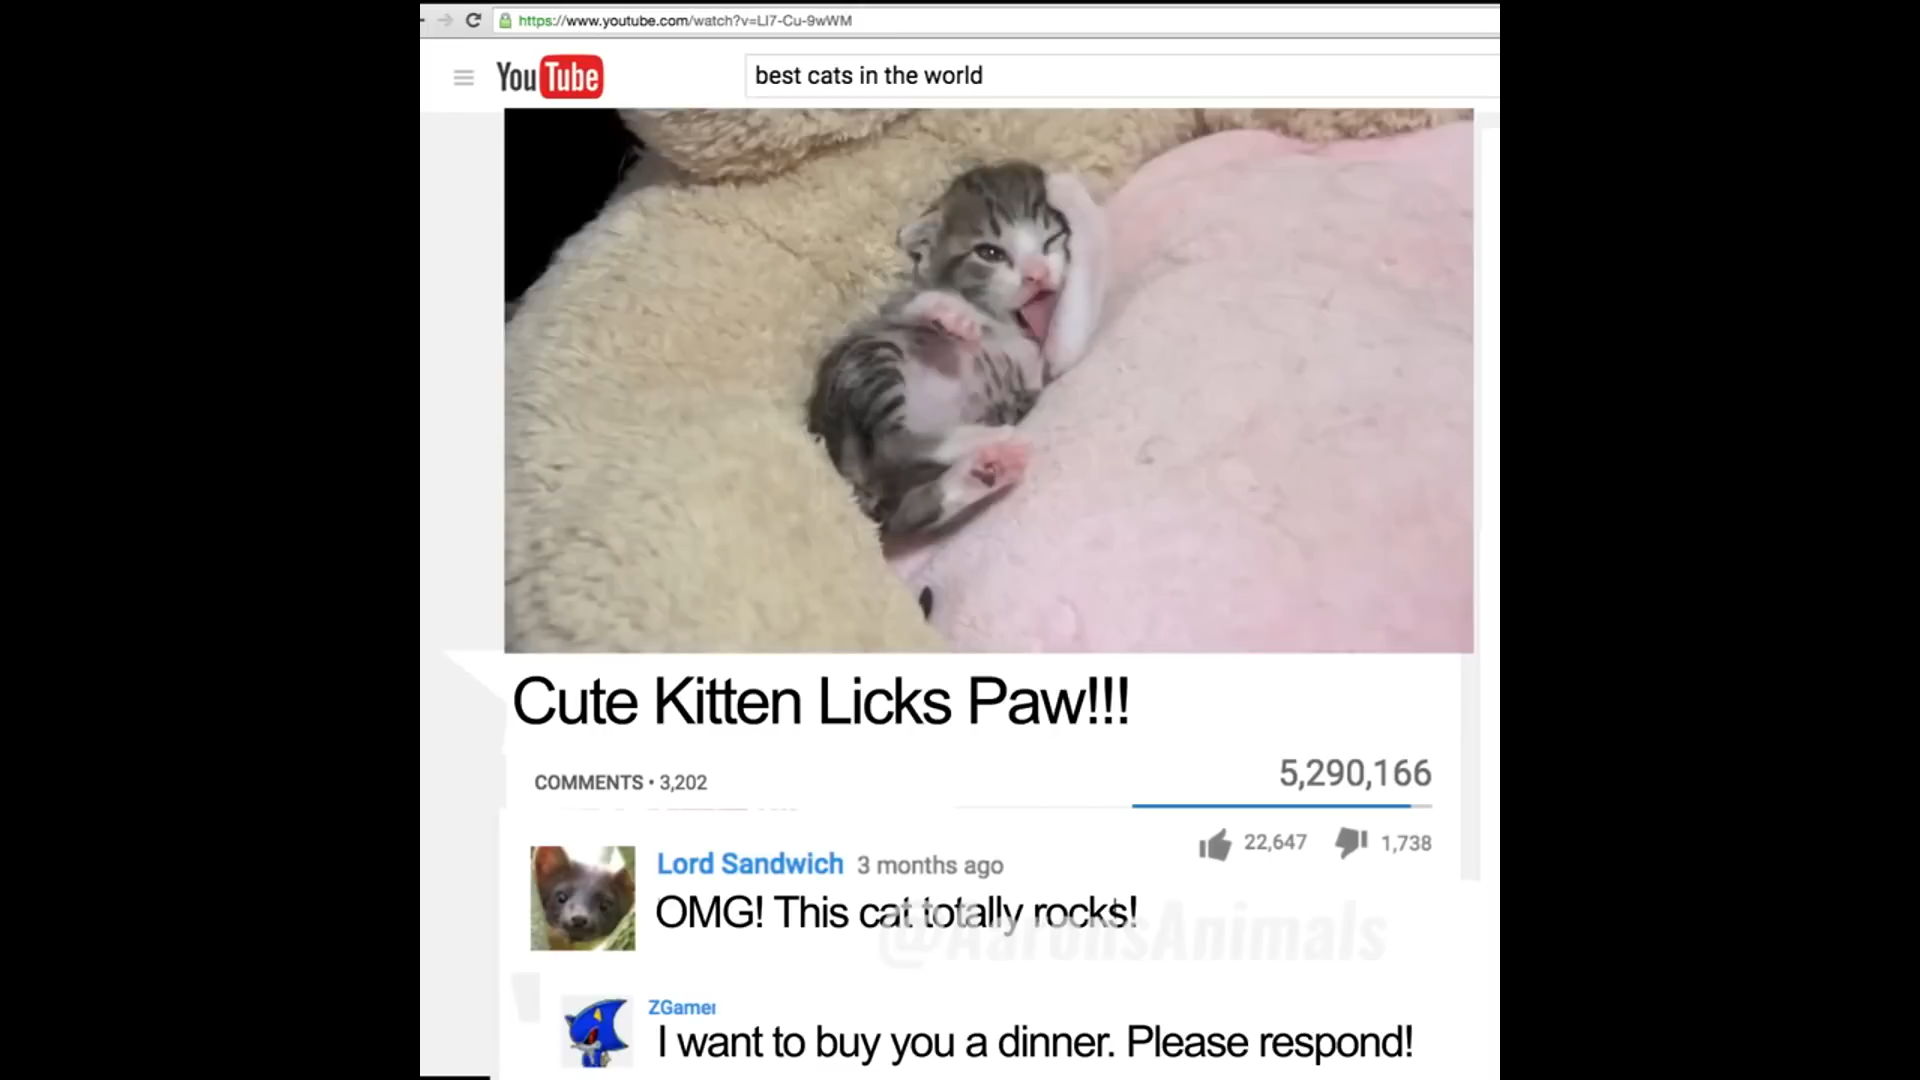 https://www.youtube.com/watch?v=LI7-Cu-9wWM
YouTube
best cats in the world
Cute Kitten Licks Paw!!!
COMMENTS • 3,202
5,290,166
22,647
1,738
Lord Sandwich 3 months ago
OMG! This cat totally rocks!
@AaronsAnimals
ZGamer
I want to buy you a dinner. Please respond!